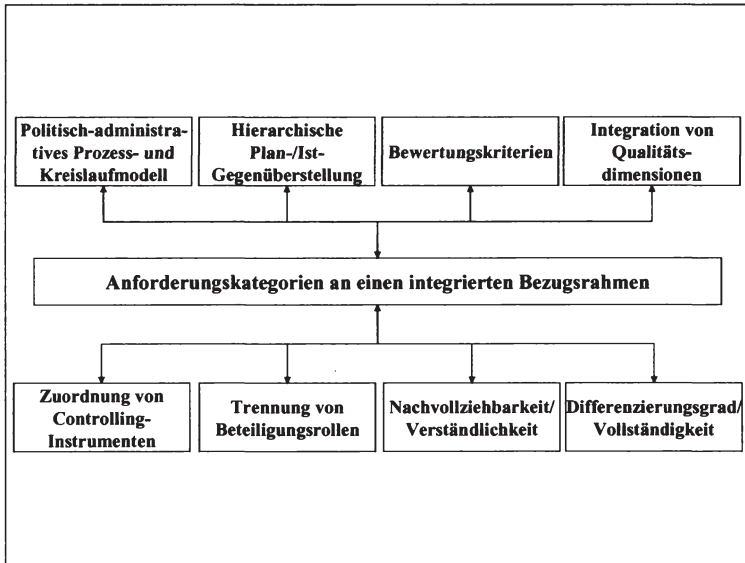 Politisch-administra-
tives Prozess- und
Kreislaufmodell
Hierarchische
Plan-/Ist-
Gegenüberstellung
Bewertungskriterien
Integration von
Qualitäts-
dimensionen
Anforderungskategorien an einen integrierten Bezugsrahmen
Zuordnung von
Controlling-
Instrumenten
Trennung von
Beteiligungsrollen
Nachvollziehbarkeit/
Verständlichkeit
Differenzierungsgrad/
Vollständigkeit